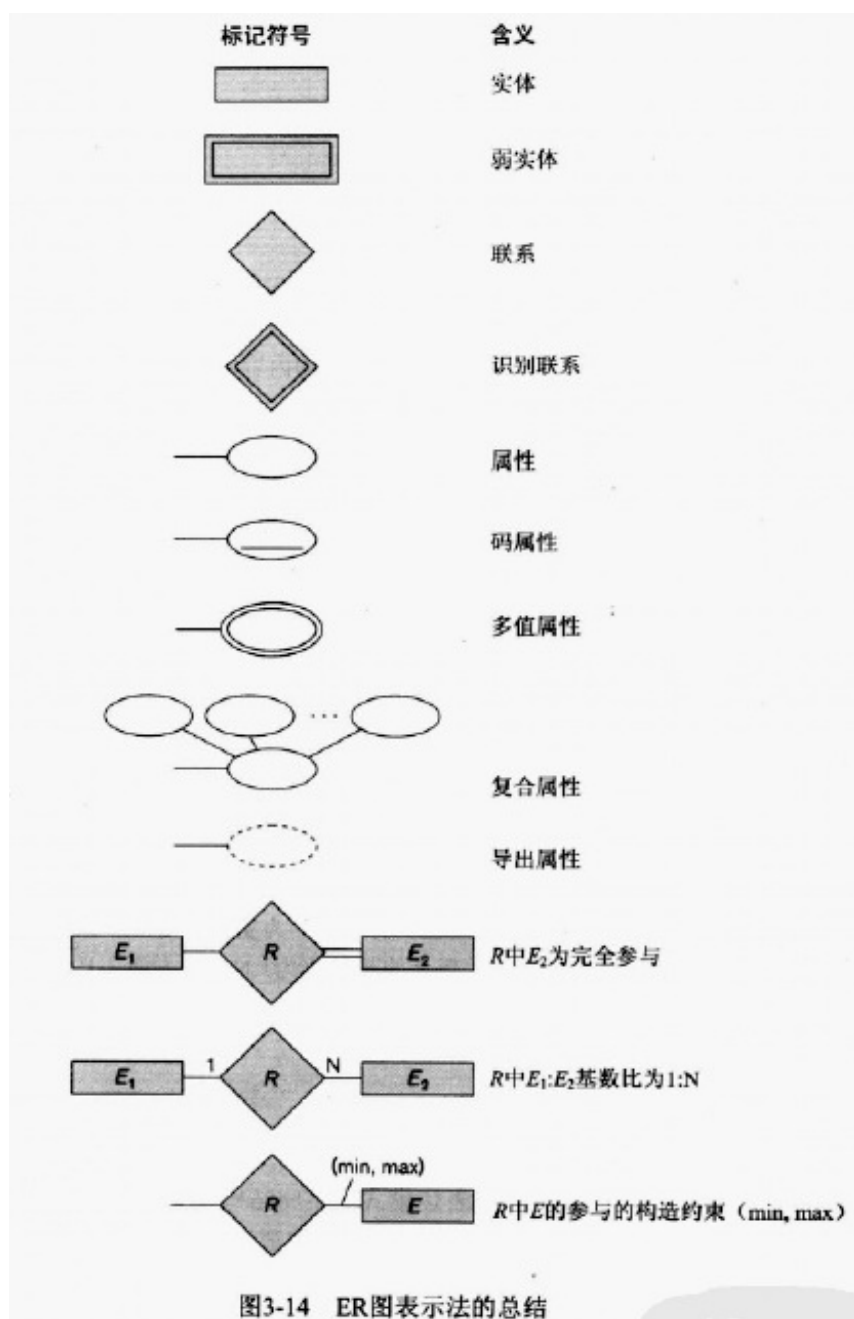 标记符号 含义
实体
弱实体
联系
识别联系
属性
码属性
多值属性
...
复合属性
导出属性
E₁ R E₂ R中E₂为完全参与
E₁ 1 R N E₂ R中E₁:E₂基数比为1:N
(min, max)
R E R中E的参与的构造约束（min, max）
图3-14 ER图表示法的总结